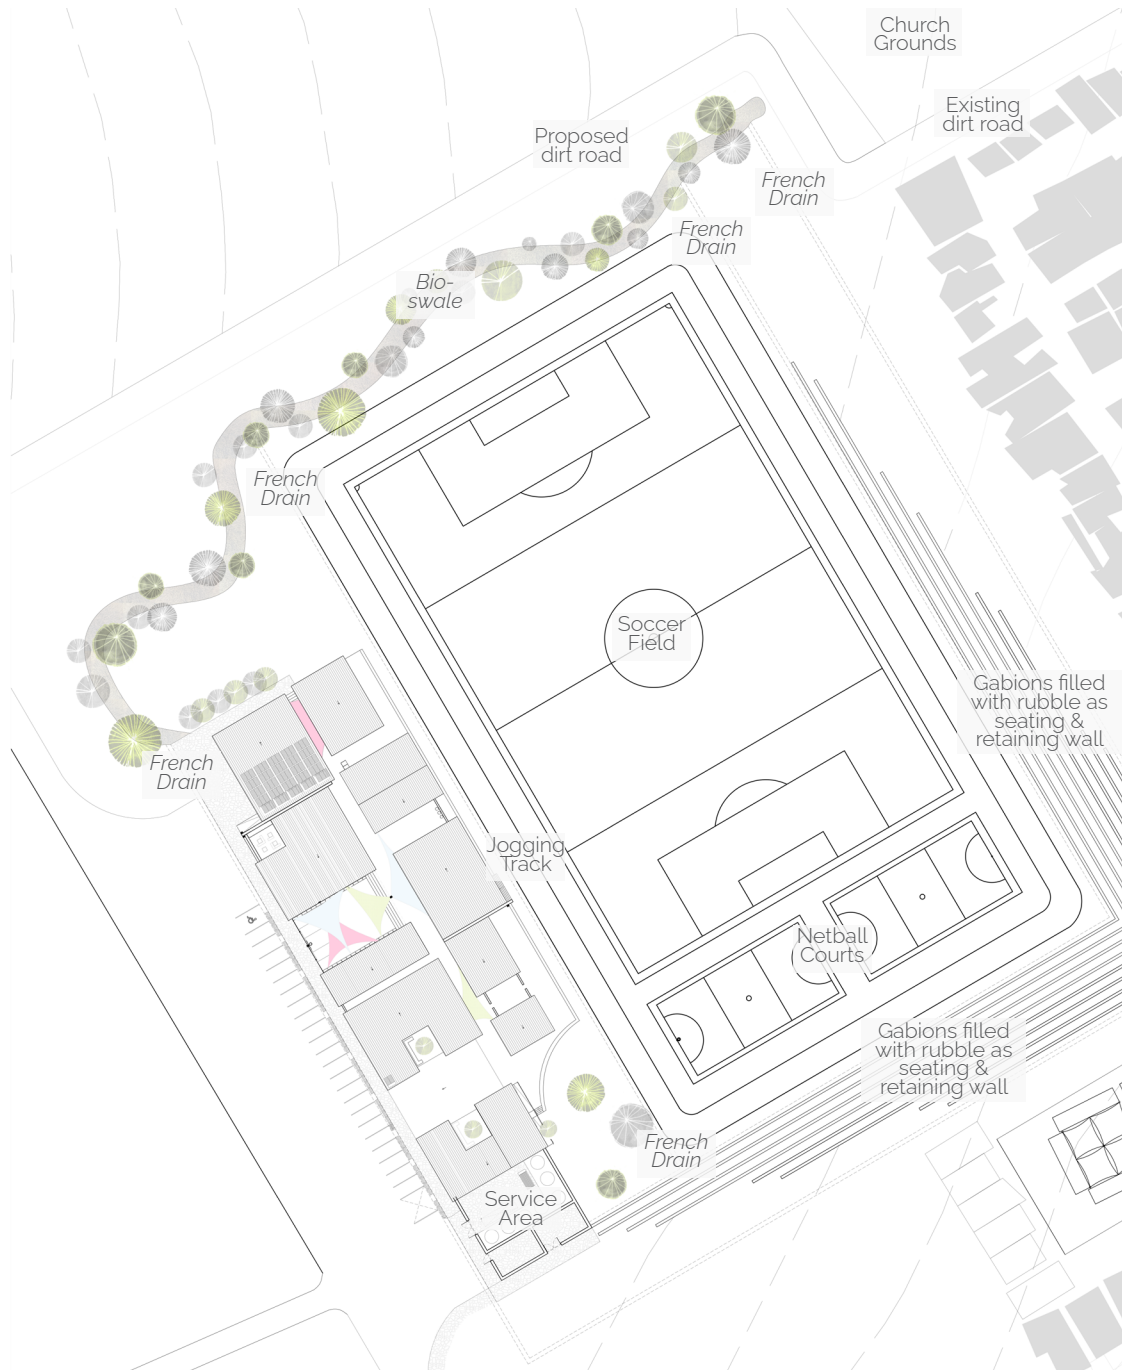 Church
Grounds
Existing
dirt road
Proposed
dirt road
French
Drain
French
Drain
Bio-
swale
French
Drain
Soccer
Field
Gabions filled
with rubble as
seating &
retaining wall
French
Drain
Jogging
Track
Netball
Courts
Gabions filled
with rubble as
seating &
retaining wall
French
Drain
Service
Area